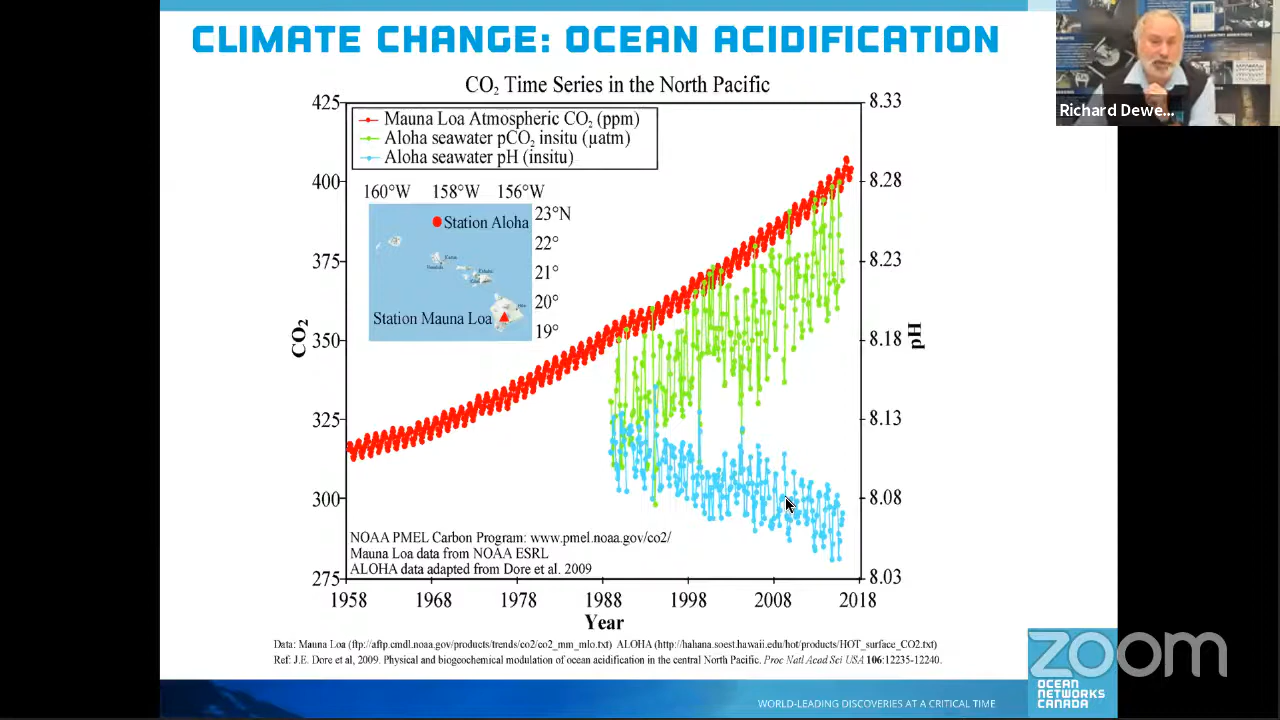 CLIMATE CHANGE: OCEAN ACIDIFICATION
Richard Dewe...
CO₂ Time Series in the North Pacific
425
400
375
350
325
300
275
CO₂
8.33
8.28
8.23
8.18
8.13
8.08
8.03
pH
Mauna Loa Atmospheric CO₂ (ppm)
Aloha seawater pCO₂ insitu (µatm)
Aloha seawater pH (insitu)
160°W 158°W 156°W
23°N
22°
21°
20°
19°
Station Aloha
Station Mauna Loa
NOAA PMEL Carbon Program: www.pmel.noaa.gov/co2/
Mauna Loa data from NOAA ESRL
ALOHA data adapted from Dore et al. 2009
1958 1968 1978 1988 1998 2008 2018
Year
Data: Mauna Loa (ftp://aftp.cmdl.noaa.gov/products/trends/co2/co2_mm_mlo.txt) ALOHA (http://hahana.soest.hawaii.edu/hot/products/HOT_surface_CO2.txt)
Ref: J.E. Dore et al, 2009. Physical and biogeochemical modulation of ocean acidification in the central North Pacific. Proc Natl Acad Sci USA 106:12235-12240.
zoom
OCEAN
NETWORKS
CANADA
WORLD-LEADING DISCOVERIES AT A CRITICAL TIME